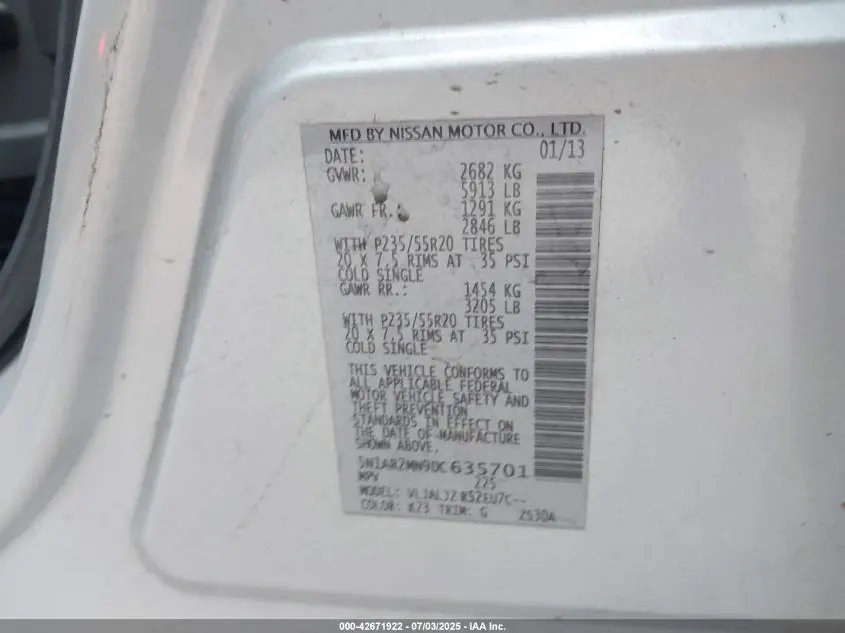 MFD BY NISSAN MOTOR CO., LTD.
DATE: 01/13
GVWR: 2682 KG
5913 LB
GAWR FR.: 1291 KG
2846 LB
WITH P235/55R20 TIRES
20 X 7.5 RIMS AT 35 PSI
COLD SINGLE
GAWR RR.: 1454 KG
3205 LB
WITH P235/55R20 TIRES
20 X 7.5 RIMS AT 35 PSI
COLD SINGLE
THIS VEHICLE CONFORMS TO
ALL APPLICABLE FEDERAL
MOTOR VEHICLE SAFETY AND
THEFT PREVENTION
STANDARDS IN EFFECT ON
THE DATE OF MANUFACTURE
SHOWN ABOVE.
5N1AR2MN9DC635701
MPV 225
MODEL: VLJALJZ R52EU7C--
COLOR: K23 TRIM: G 2530A
000-42671922 - 07/03/2025 - IAA Inc.